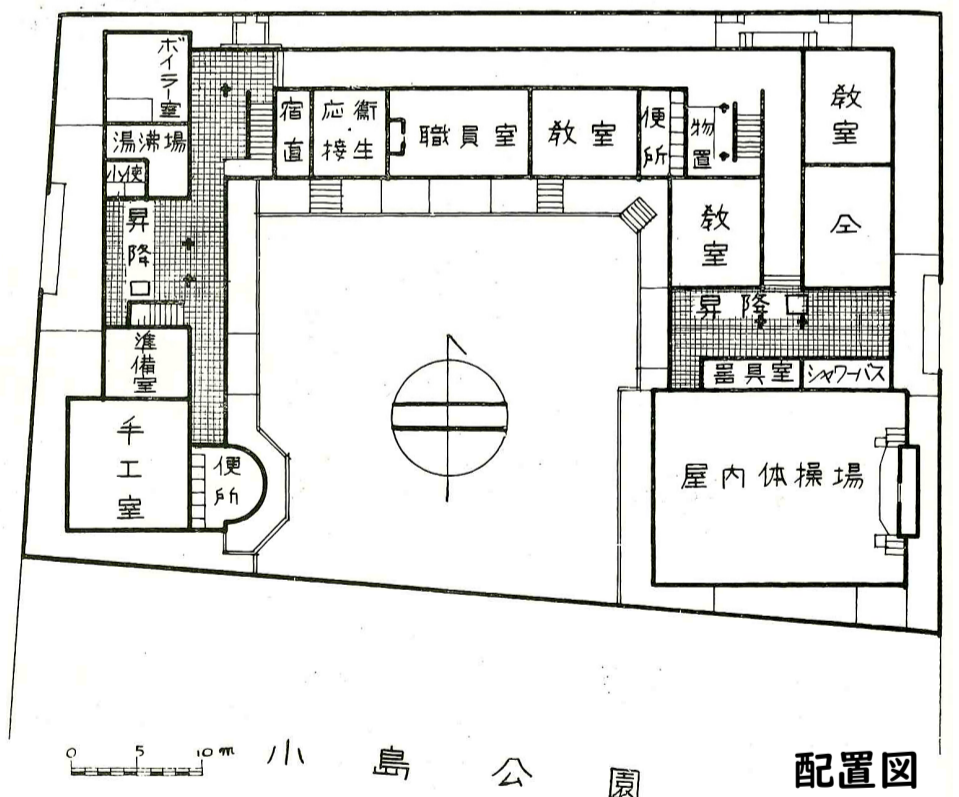 ボイラー室
湯沸場
小使
昇降口
準備室
手工室
便所
宿直
応接・衛生
職員室
教室
便所
物置
教室
教室
仝
昇降口
器具室
シャワーバス
屋内体操場
0 5 10m
小島公園
配置図